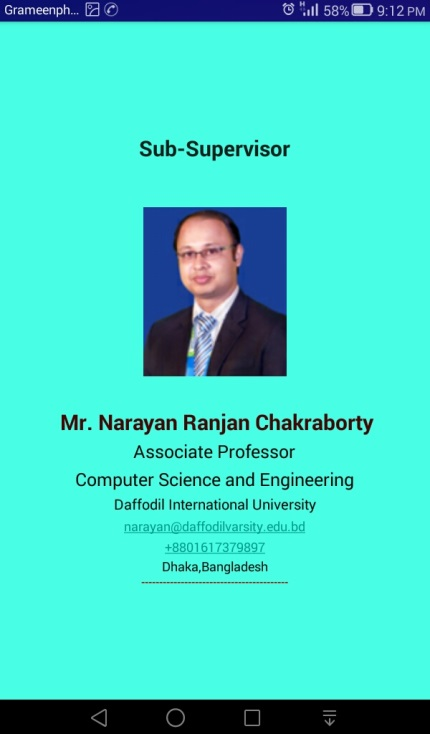 Grameenph... 58% 9:12 PM
Sub-Supervisor
Mr. Narayan Ranjan Chakraborty
Associate Professor
Computer Science and Engineering
Daffodil International University
narayan@daffodilvarsity.edu.bd
+8801617379897
Dhaka,Bangladesh
-----------------------------------------